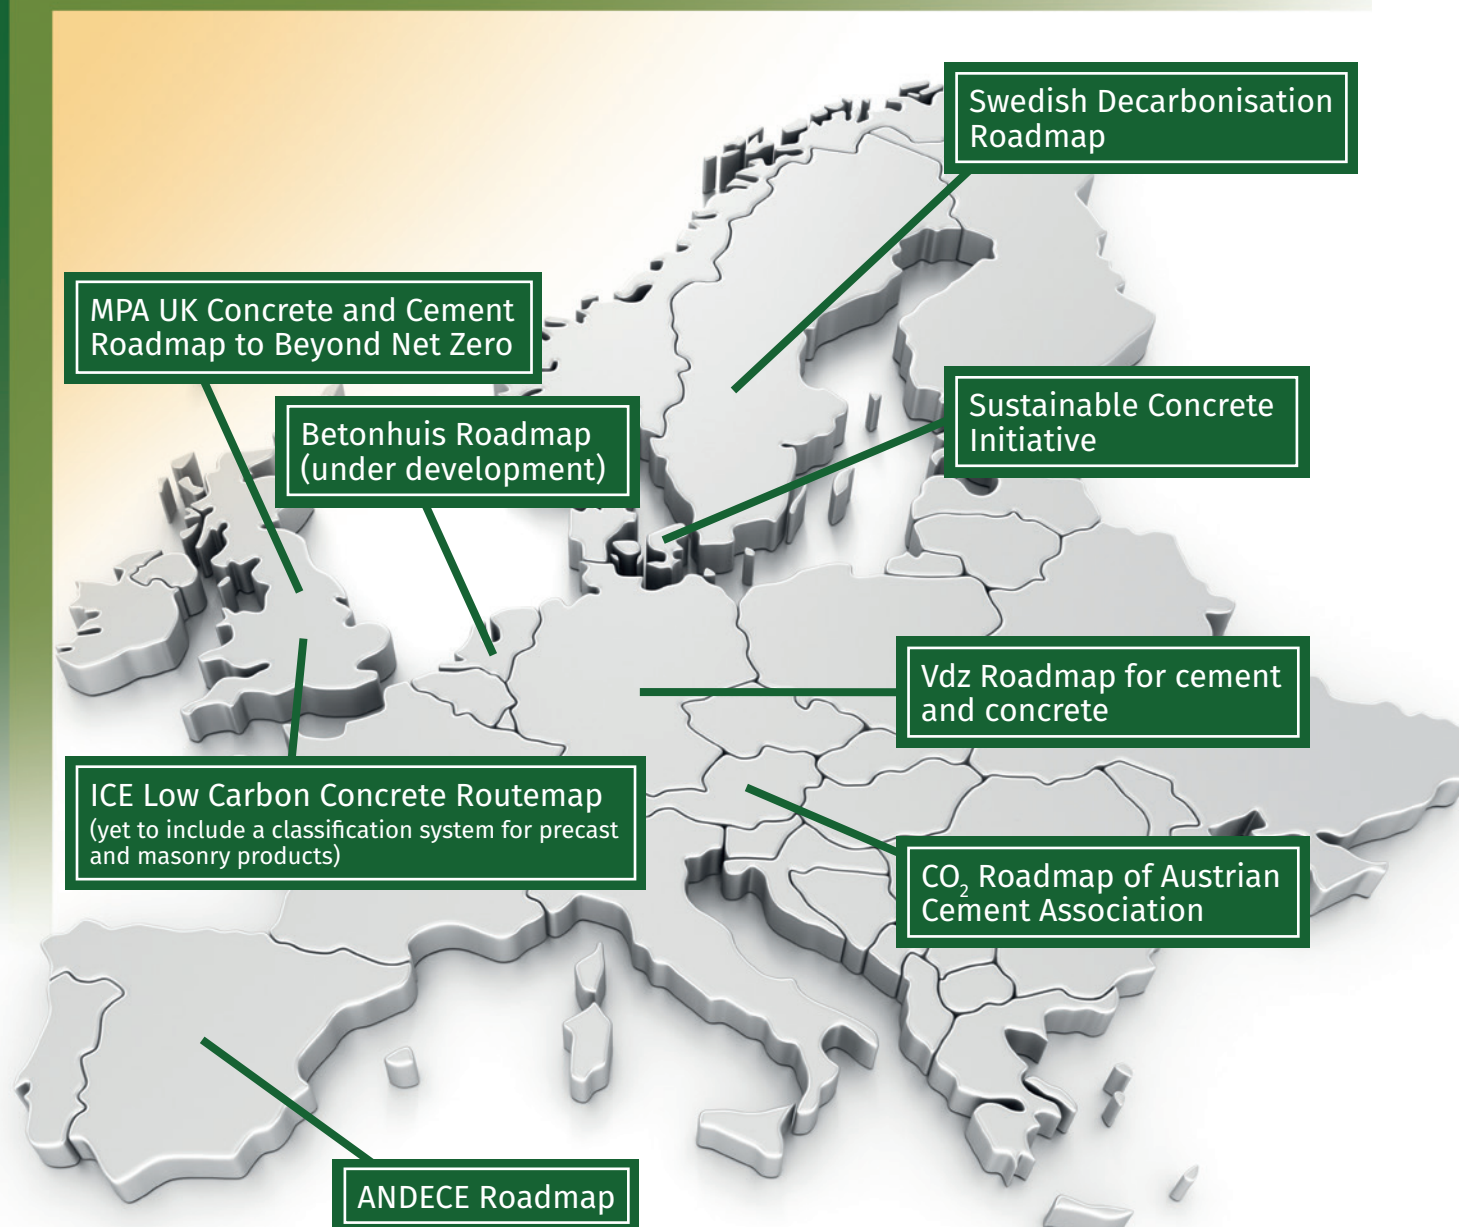 Swedish Decarbonisation
Roadmap
MPA UK Concrete and Cement
Roadmap to Beyond Net Zero
Betonhuis Roadmap
(under development)
Sustainable Concrete
Initiative
Vdz Roadmap for cement
and concrete
ICE Low Carbon Concrete Routemap
(yet to include a classification system for precast
and masonry products)
CO₂ Roadmap of Austrian
Cement Association
ANDECE Roadmap